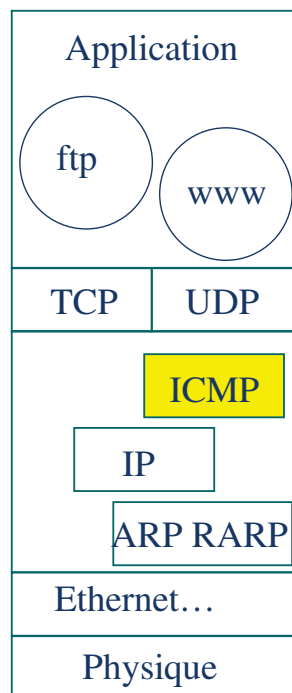 Application
ftp
www
TCP UDP
ICMP
IP
ARP RARP
Ethernet…
Physique